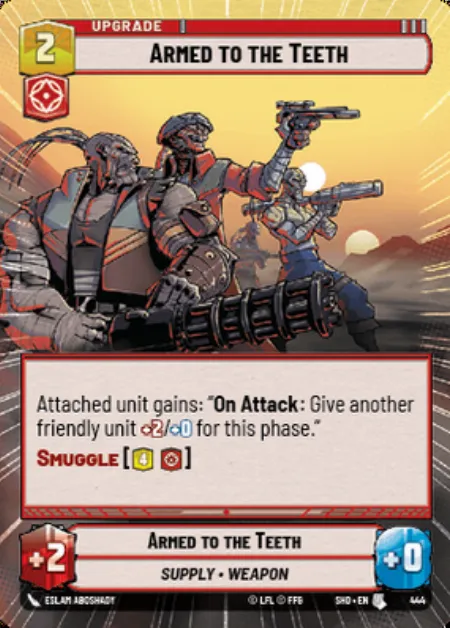 UPGRADE
2
ARMED TO THE TEETH
Attached unit gains: “On Attack: Give another
friendly unit +2/+0 for this phase.”
SMUGGLE [4]
+2
ARMED TO THE TEETH
+0
SUPPLY • WEAPON
ESLAM ABOSHADY
© LFL © FFG
SHD • EN
444